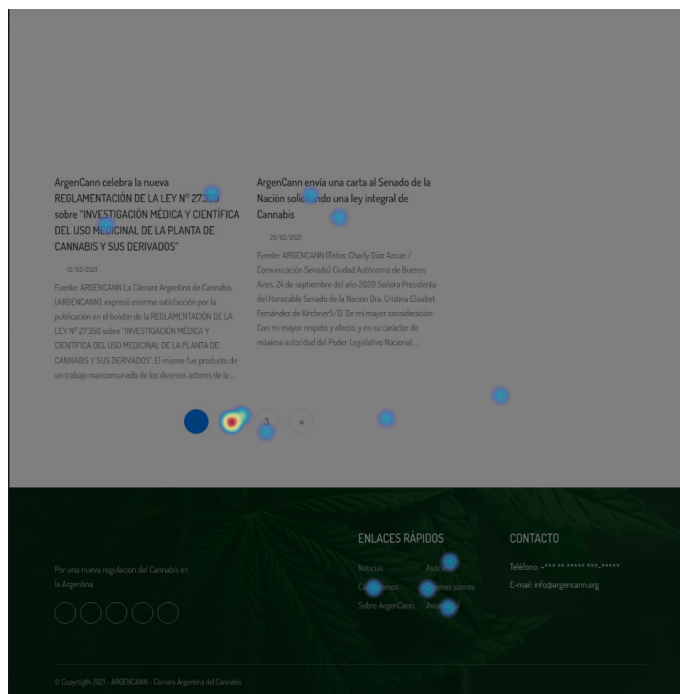 ArgenCann celebra la nueva
REGLAMENTACIÓN DE LA LEY N° 27.350
sobre "INVESTIGACIÓN MÉDICA Y CIENTÍFICA
DEL USO MEDICINAL DE LA PLANTA DE
CANNABIS Y SUS DERIVADOS"
12/03/2021
Fuente: ARGENCANN La Cámara Argentina de Cannabis
(ARGENCANN), expresó enorme satisfacción por la
publicación en el boletín de la REGLAMENTACIÓN DE LA
LEY N° 27.350 sobre "INVESTIGACIÓN MÉDICA Y
CIENTÍFICA DEL USO MEDICINAL DE LA PLANTA DE
CANNABIS Y SUS DERIVADOS". El mismo fue producto de
un trabajo mancomunado de los diversos actores de la ...
ArgenCann envía una carta al Senado de la
Nación solicitando una ley integral de
Cannabis
20/02/2021
Fuente: ARGENCANN (Fotos: Charly Diaz Azcue /
Comunicación Senado) Ciudad Autónoma de Buenos
Aires, 24 de septiembre del año 2020 Señora Presidenta
del Honorable Senado de la Nación Dra. Cristina Elisabet
Fernández de KirchnerS/D. De mi mayor consideración:
Con mi mayor respeto y afecto, y en su carácter de
máxima autoridad del Poder Legislativo Nacional, ...
3 »
Por una nueva regulación del Cannabis en
la Argentina
ENLACES RÁPIDOS
Noticias
Sobre ArgenCann
Quienes somos
CONTACTO
Teléfono: +*** ** ***** ***-*****
E-mail: info@argencann.org
© Copyritgth 2021 - ARGENCANN - Cámara Argentina del Cannabis